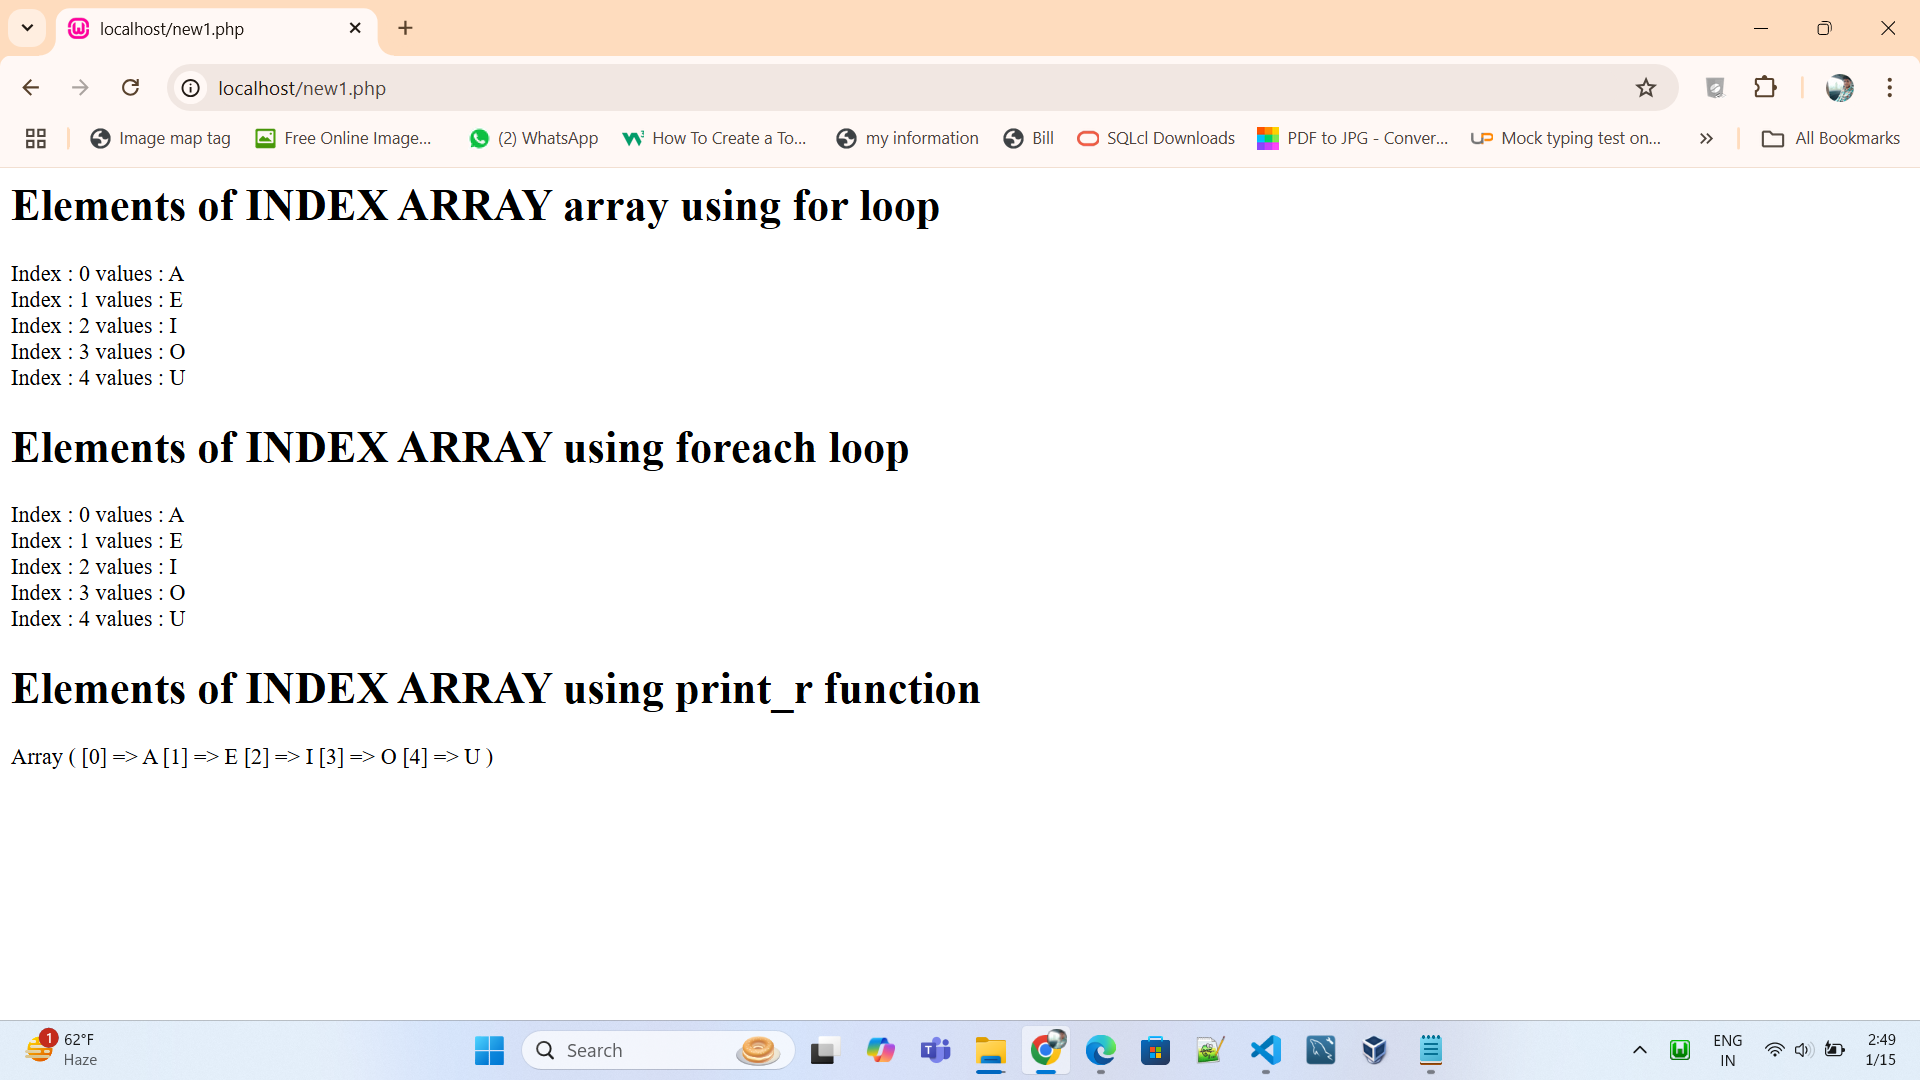 localhost/new1.php
localhost/new1.php
Image map tag
Free Online Image...
(2) WhatsApp
How To Create a To...
my information
Bill
SQLcl Downloads
PDF to JPG - Conver...
Mock typing test on...
All Bookmarks
Elements of INDEX ARRAY array using for loop
Index : 0 values : A
Index : 1 values : E
Index : 2 values : I
Index : 3 values : O
Index : 4 values : U
Elements of INDEX ARRAY using foreach loop
Index : 0 values : A
Index : 1 values : E
Index : 2 values : I
Index : 3 values : O
Index : 4 values : U
Elements of INDEX ARRAY using print_r function
Array ( [0] => A [1] => E [2] => I [3] => O [4] => U )
1
62°F
Haze
Search
ENG
IN
2:49
1/15